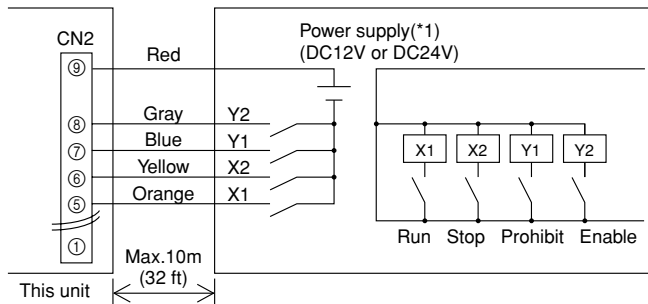 CN2
Power supply(*1)
(DC12V or DC24V)
⑨ Red
⑧ Gray Y2
⑦ Blue Y1
⑥ Yellow X2
⑤ Orange X1
①
X1 X2 Y1 Y2
Run Stop Prohibit Enable
Max.10m
(32 ft)
This unit